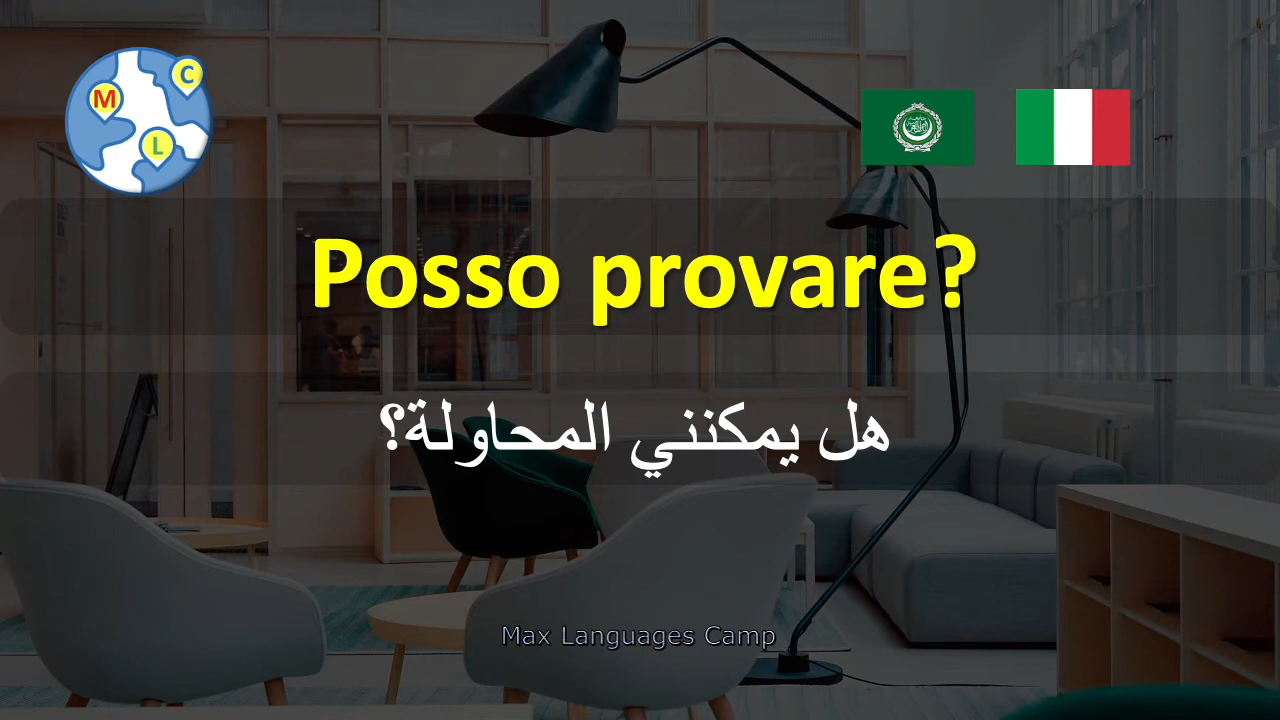 M
C
L
Posso provare?
هل يمكنني المحاولة؟
Max Languages Camp